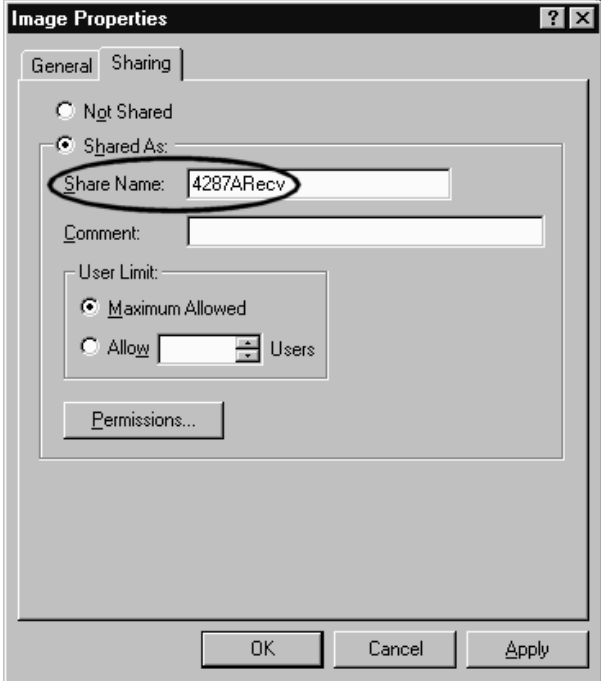 Image Properties
General Sharing
Not Shared
Shared As:
Share Name: 4287ARecv
Comment:
User Limit:
Maximum Allowed
Allow Users
Permissions...
OK Cancel Apply